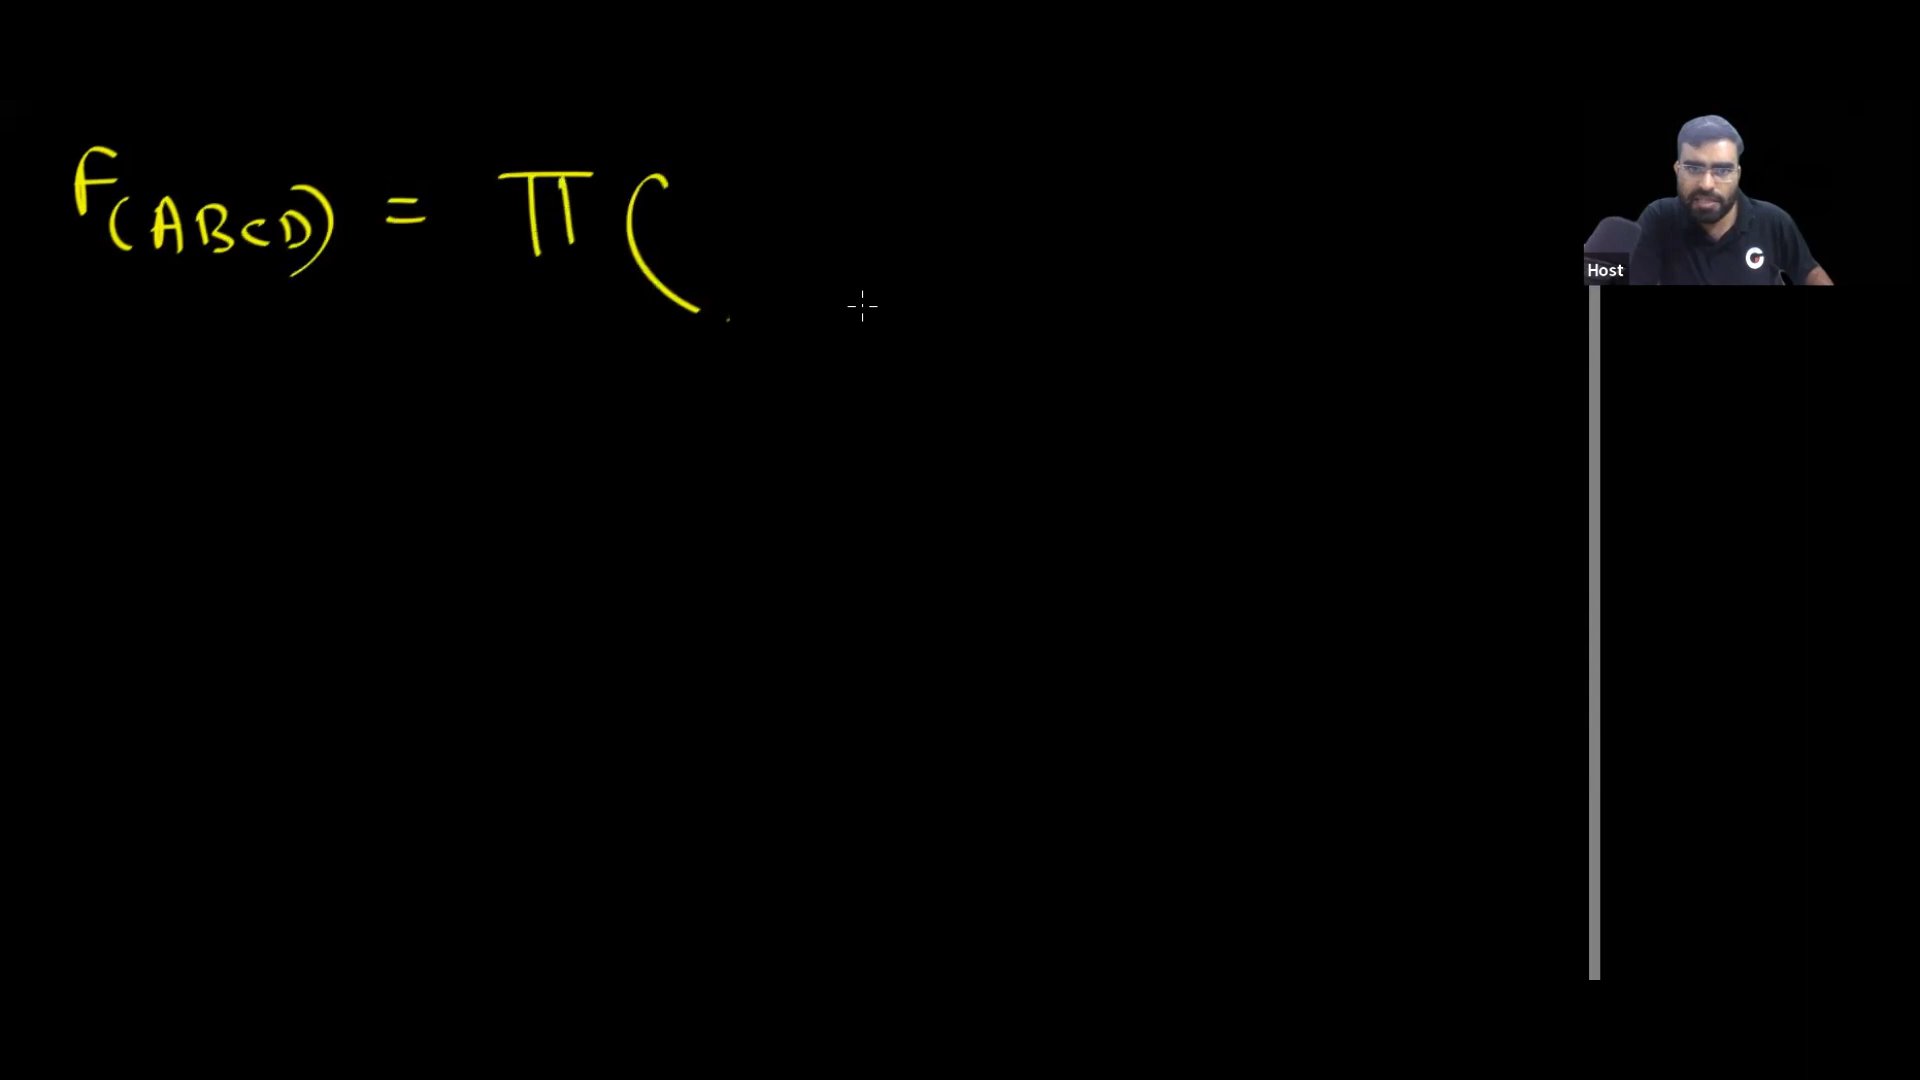 F(ABCD) = π (
Host